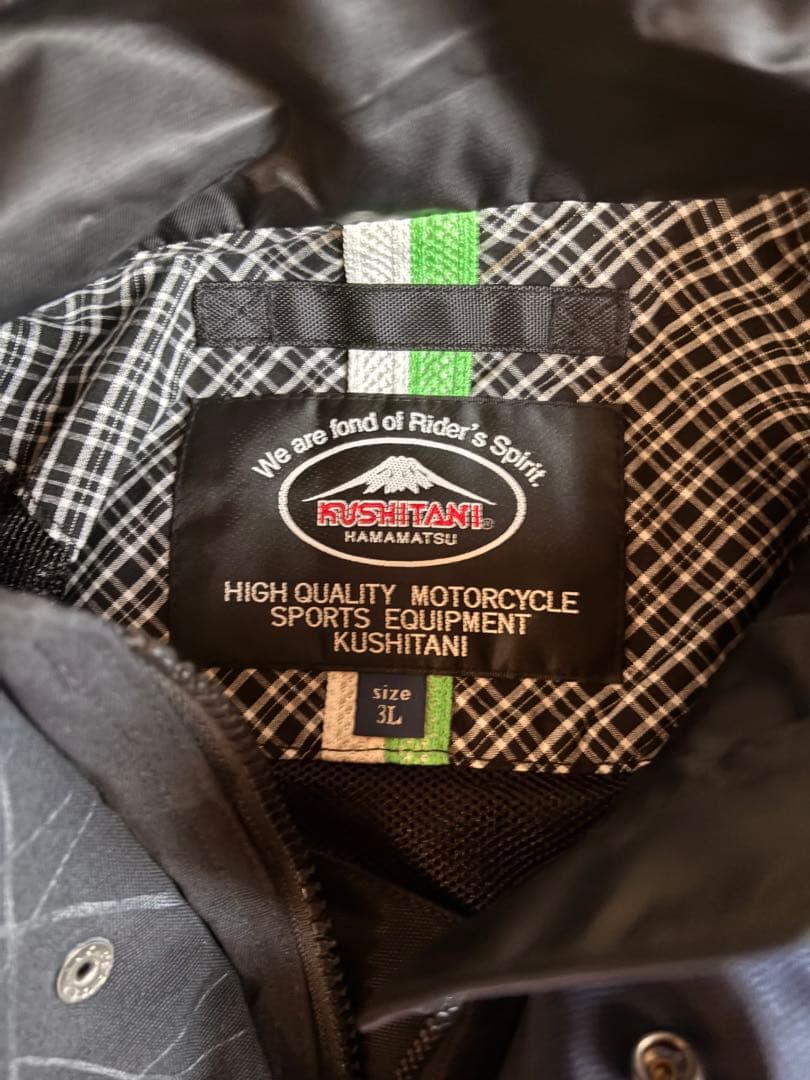 We are fond of Rider's Spirit.
KUSHITANI®
HAMAMATSU
HIGH QUALITY MOTORCYCLE
SPORTS EQUIPMENT
KUSHITANI
size
3L